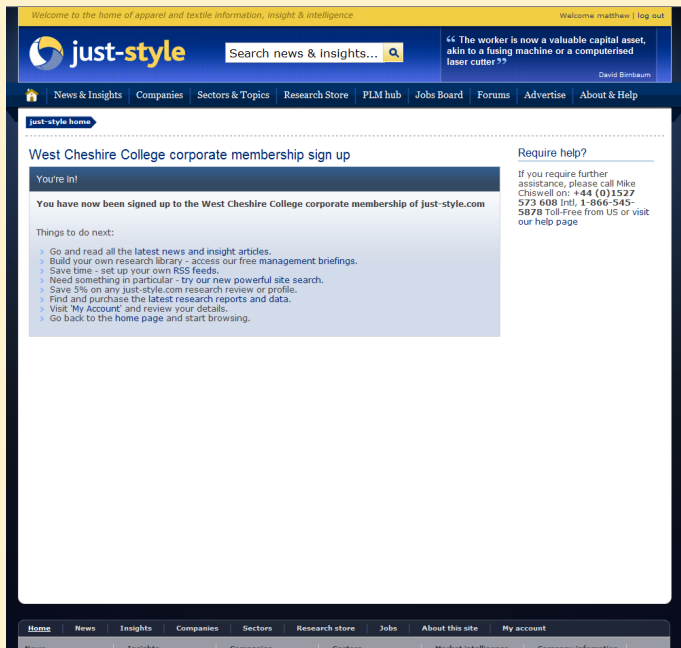 Welcome to the home of apparel and textile information, insight & intelligence
Welcome matthew | log out
just-style
Search news & insights...
“ The worker is now a valuable capital asset,
akin to a fusing machine or a computerised
laser cutter ”
David Birnbaum
News & Insights
Companies
Sectors & Topics
Research Store
PLM hub
Jobs Board
Forums
Advertise
About & Help
just-style home
West Cheshire College corporate membership sign up
You're In!
You have now been signed up to the West Cheshire College corporate membership of just-style.com
Things to do next:
Go and read all the latest news and insight articles.
Build your own research library - access our free management briefings.
Save time - set up your own RSS feeds.
Need something in particular - try our new powerful site search.
Save 5% on any just-style.com research review or profile.
Find and purchase the latest research reports and data.
Visit 'My Account' and review your details.
Go back to the home page and start browsing.
Require help?
If you require further
assistance, please call Mike
Chiswell on: +44 (0)1527
573 608 Intl, 1-866-545-
5878 Toll-Free from US or visit
our help page
Home
News
Insights
Companies
Sectors
Research store
Jobs
About this site
My account